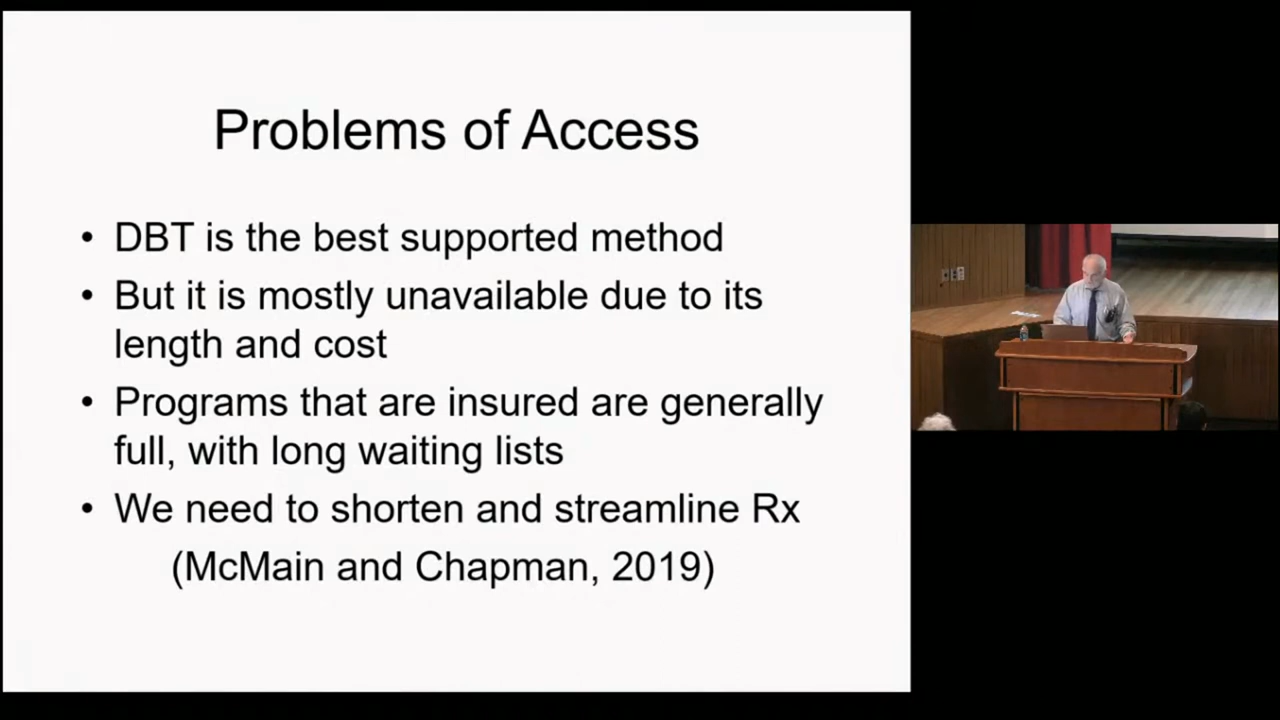 Problems of Access
• DBT is the best supported method
• But it is mostly unavailable due to its
length and cost
• Programs that are insured are generally
full, with long waiting lists
• We need to shorten and streamline Rx
(McMain and Chapman, 2019)